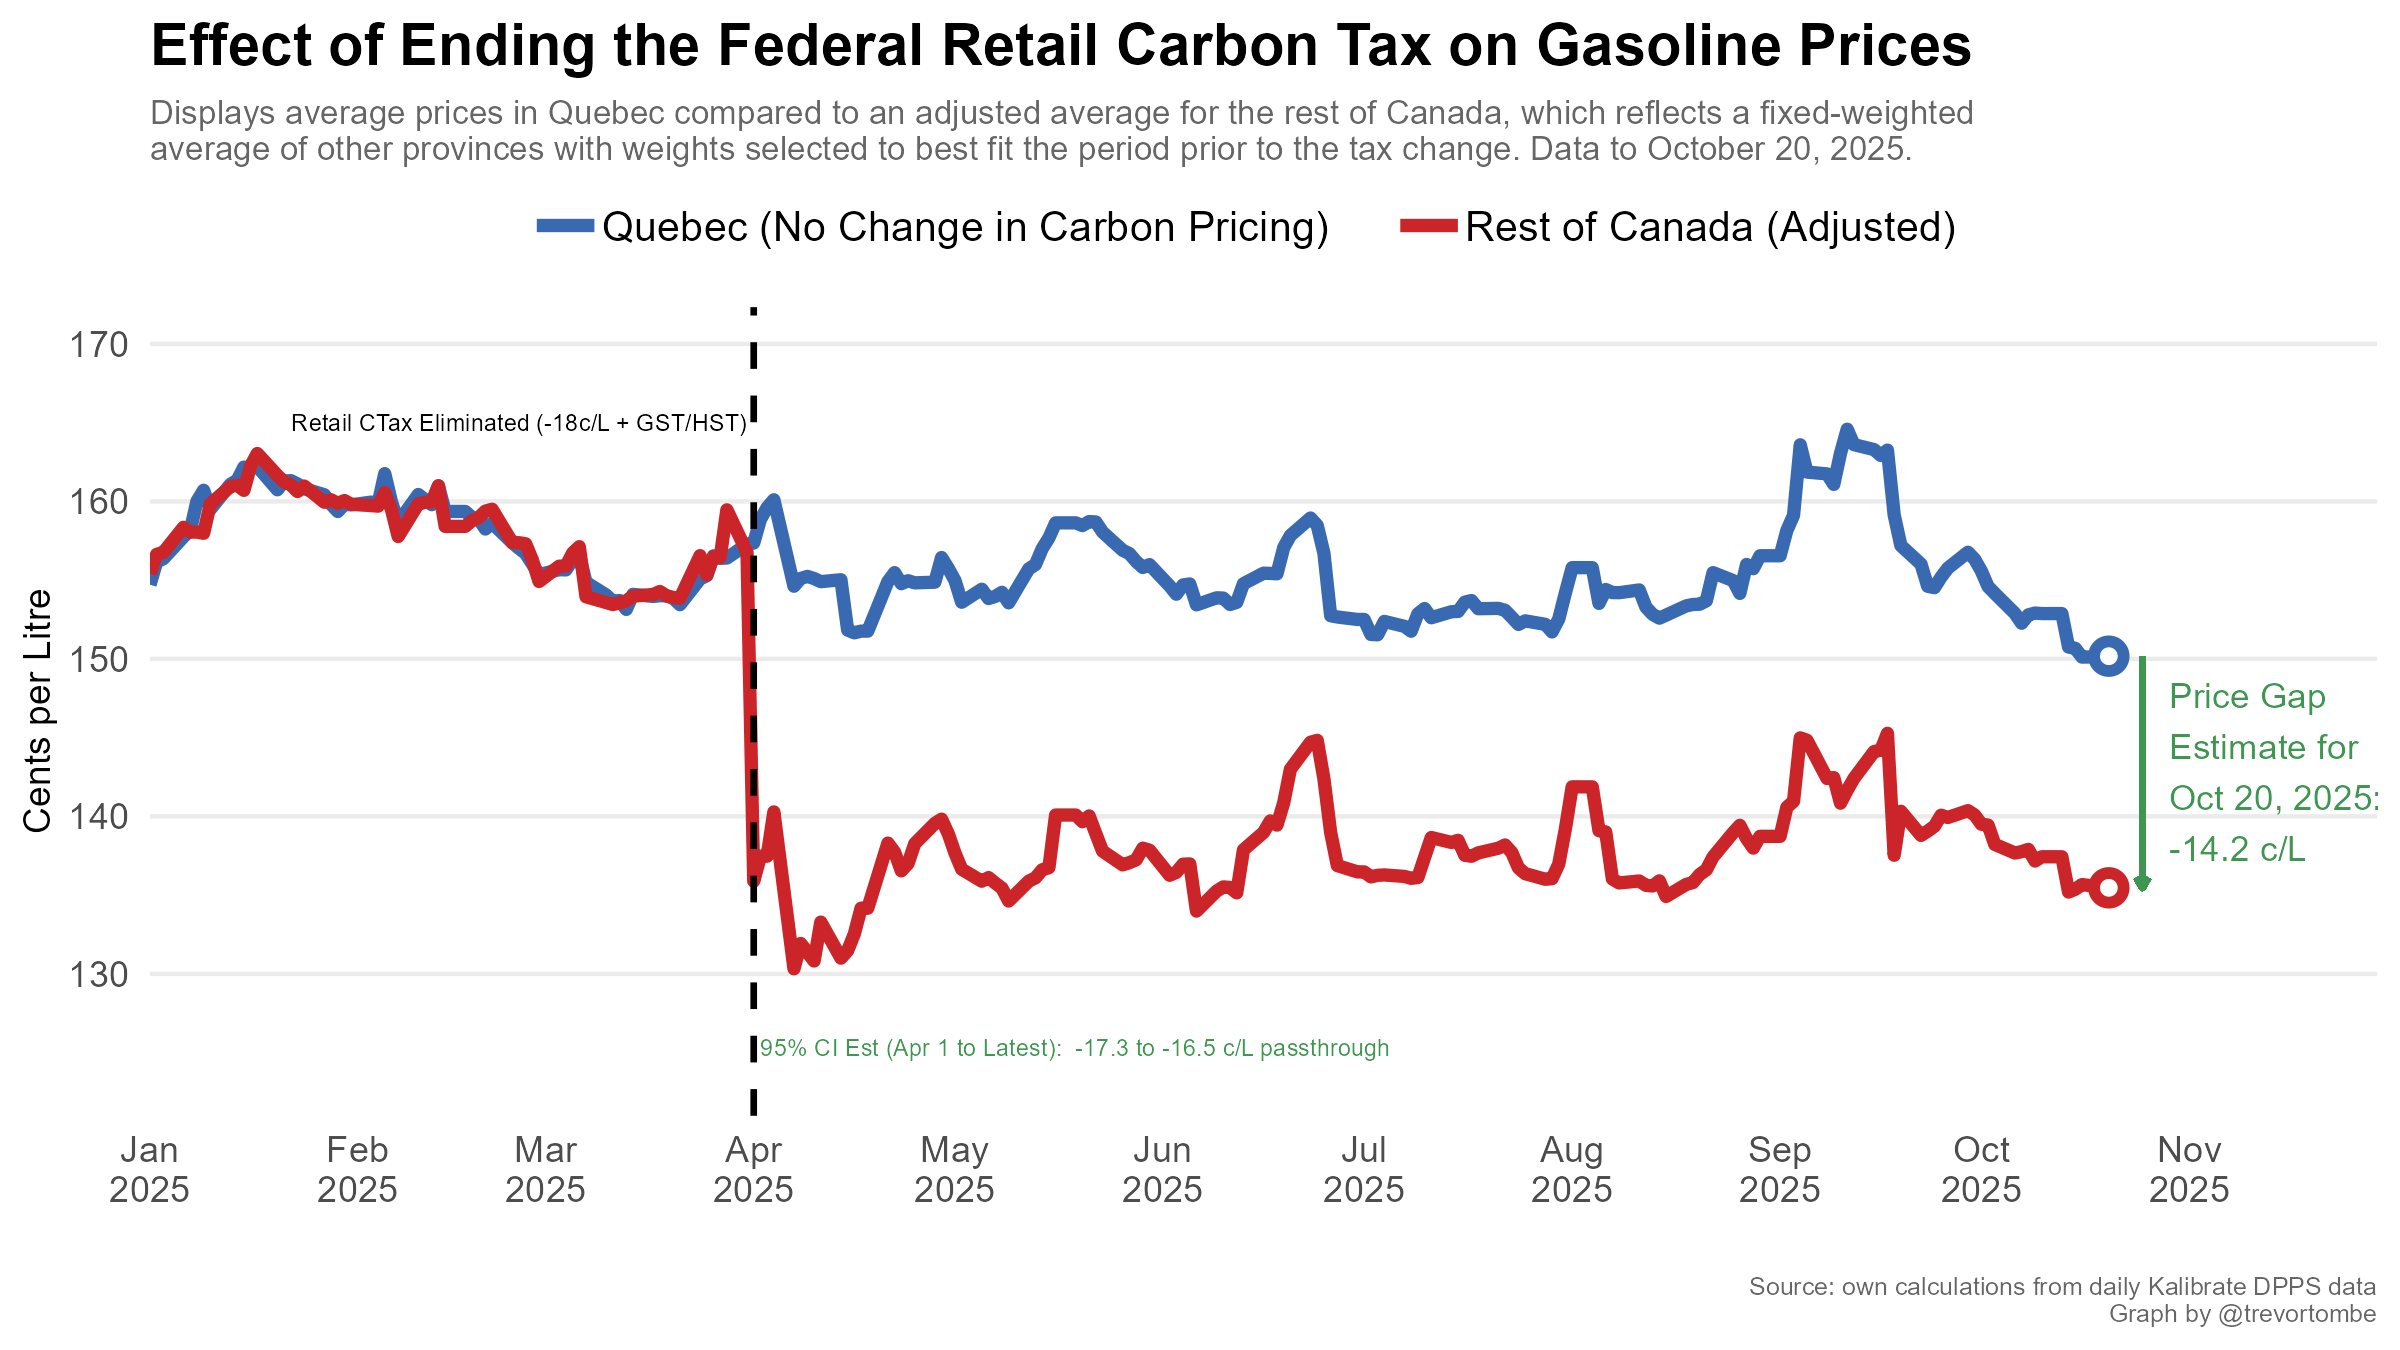 Effect of Ending the Federal Retail Carbon Tax on Gasoline Prices
Displays average prices in Quebec compared to an adjusted average for the rest of Canada, which reflects a fixed-weighted
average of other provinces with weights selected to best fit the period prior to the tax change. Data to October 20, 2025.
Quebec (No Change in Carbon Pricing)
Rest of Canada (Adjusted)
Cents per Litre
170
160
150
140
130
Retail CTax Eliminated (-18c/L + GST/HST)
Price Gap
Estimate for
Oct 20, 2025:
-14.2 c/L
95% CI Est (Apr 1 to Latest):  -17.3 to -16.5 c/L passthrough
Jan
2025
Feb
2025
Mar
2025
Apr
2025
May
2025
Jun
2025
Jul
2025
Aug
2025
Sep
2025
Oct
2025
Nov
2025
Source: own calculations from daily Kalibrate DPPS data
Graph by @trevortombe